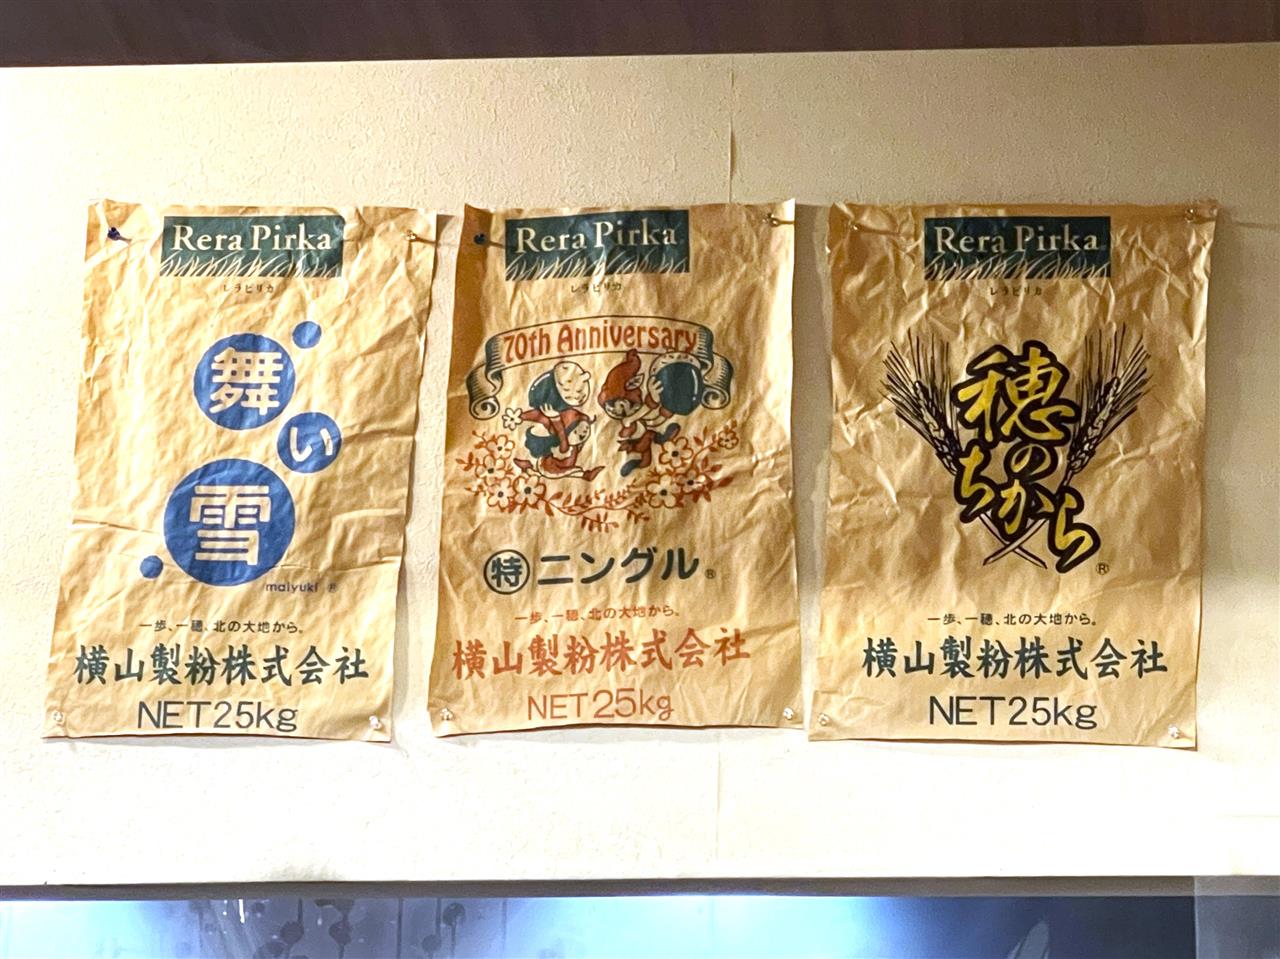 Rera Pirka
レラピリカ
舞
い
雪
maiyuki ®
一歩、一穂、北の大地から。
横山製粉株式会社
NET25kg
Rera Pirka
レラピリカ
70th Anniversary
特 ニングル®
一歩、一穂、北の大地から。
横山製粉株式会社
NET25kg
Rera Pirka
レラピリカ
穂のちから
®
一歩、一穂、北の大地から。
横山製粉株式会社
NET25kg